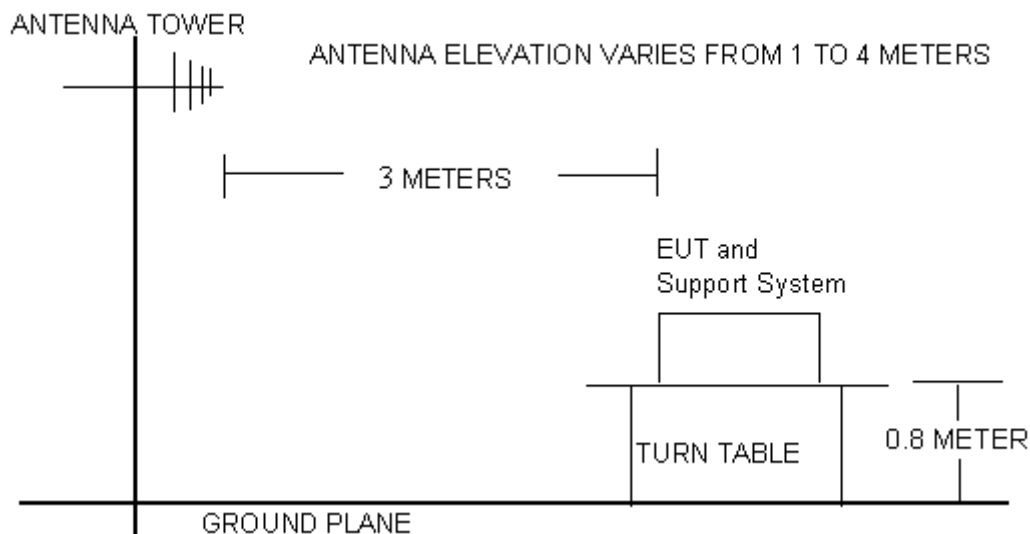 ANTENNA TOWER
ANTENNA ELEVATION VARIES FROM 1 TO 4 METERS
3 METERS
EUT and
Support System
TURN TABLE
0.8 METER
GROUND PLANE